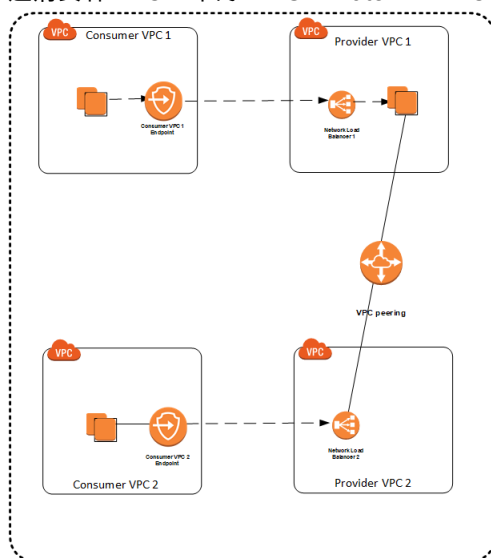 VPC
Consumer VPC 1
VPC
Provider VPC 1
Consumer VPC 1
Endpoint
Network Load
Balancer 1
VPC peering
VPC
VPC
Consumer VPC 2
Endpoint
Network Load
Balancer 2
Consumer VPC 2
Provider VPC 2